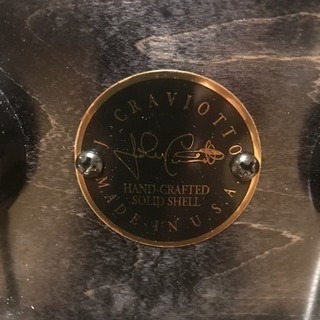 CRAVIOTTO
HAND-CRAFTED
SOLID SHELL
MADE-IN U.S.A